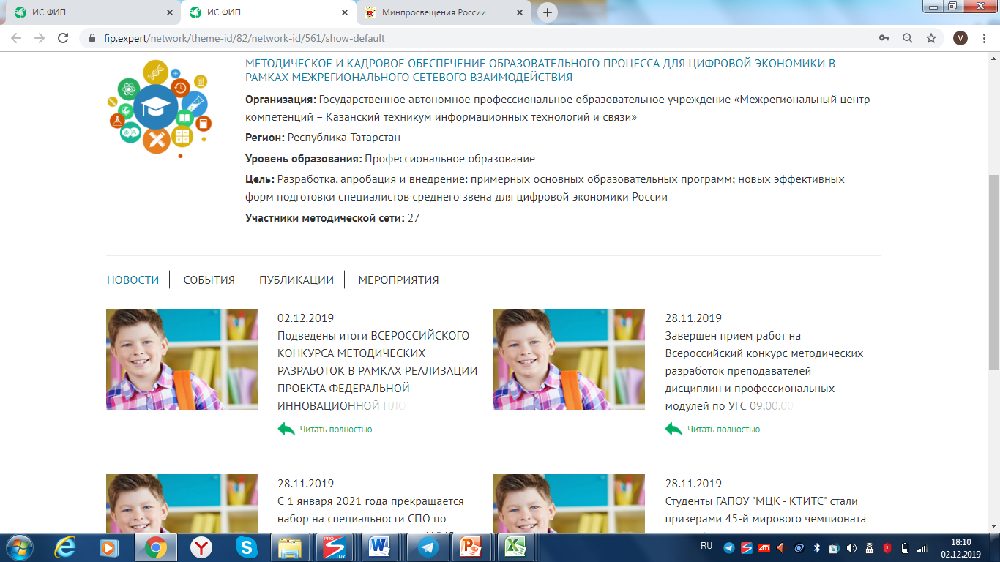 ИС ФИП
ИС ФИП
Минпросвещения России
fip.expert/network/theme-id/82/network-id/561/show-default
V
МЕТОДИЧЕСКОЕ И КАДРОВОЕ ОБЕСПЕЧЕНИЕ ОБРАЗОВАТЕЛЬНОГО ПРОЦЕССА ДЛЯ ЦИФРОВОЙ ЭКОНОМИКИ В
РАМКАХ МЕЖРЕГИОНАЛЬНОГО СЕТЕВОГО ВЗАИМОДЕЙСТВИЯ
Организация: Государственное автономное профессиональное образовательное учреждение «Межрегиональный центр
компетенций – Казанский техникум информационных технологий и связи»
Регион: Республика Татарстан
Уровень образования: Профессиональное образование
Цель: Разработка, апробация и внедрение: примерных основных образовательных программ; новых эффективных
форм подготовки специалистов среднего звена для цифровой экономики России
Участники методической сети: 27
НОВОСТИ
СОБЫТИЯ
ПУБЛИКАЦИИ
МЕРОПРИЯТИЯ
02.12.2019
Подведены итоги ВСЕРОССИЙСКОГО
КОНКУРСА МЕТОДИЧЕСКИХ
РАЗРАБОТОК В РАМКАХ РЕАЛИЗАЦИИ
ПРОЕКТА ФЕДЕРАЛЬНОЙ
ИННОВАЦИОННОЙ ПЛО
Читать полностью
28.11.2019
Завершен прием работ на
Всероссийский конкурс методических
разработок преподавателей
дисциплин и профессиональных
модулей по УГС 09.00.00
Читать полностью
28.11.2019
С 1 января 2021 года прекращается
набор на специальности СПО по
28.11.2019
Студенты ГАПОУ "МЦК - КТИТС" стали
призерами 45-й мирового чемпионата
RU
18:10
02.12.2019